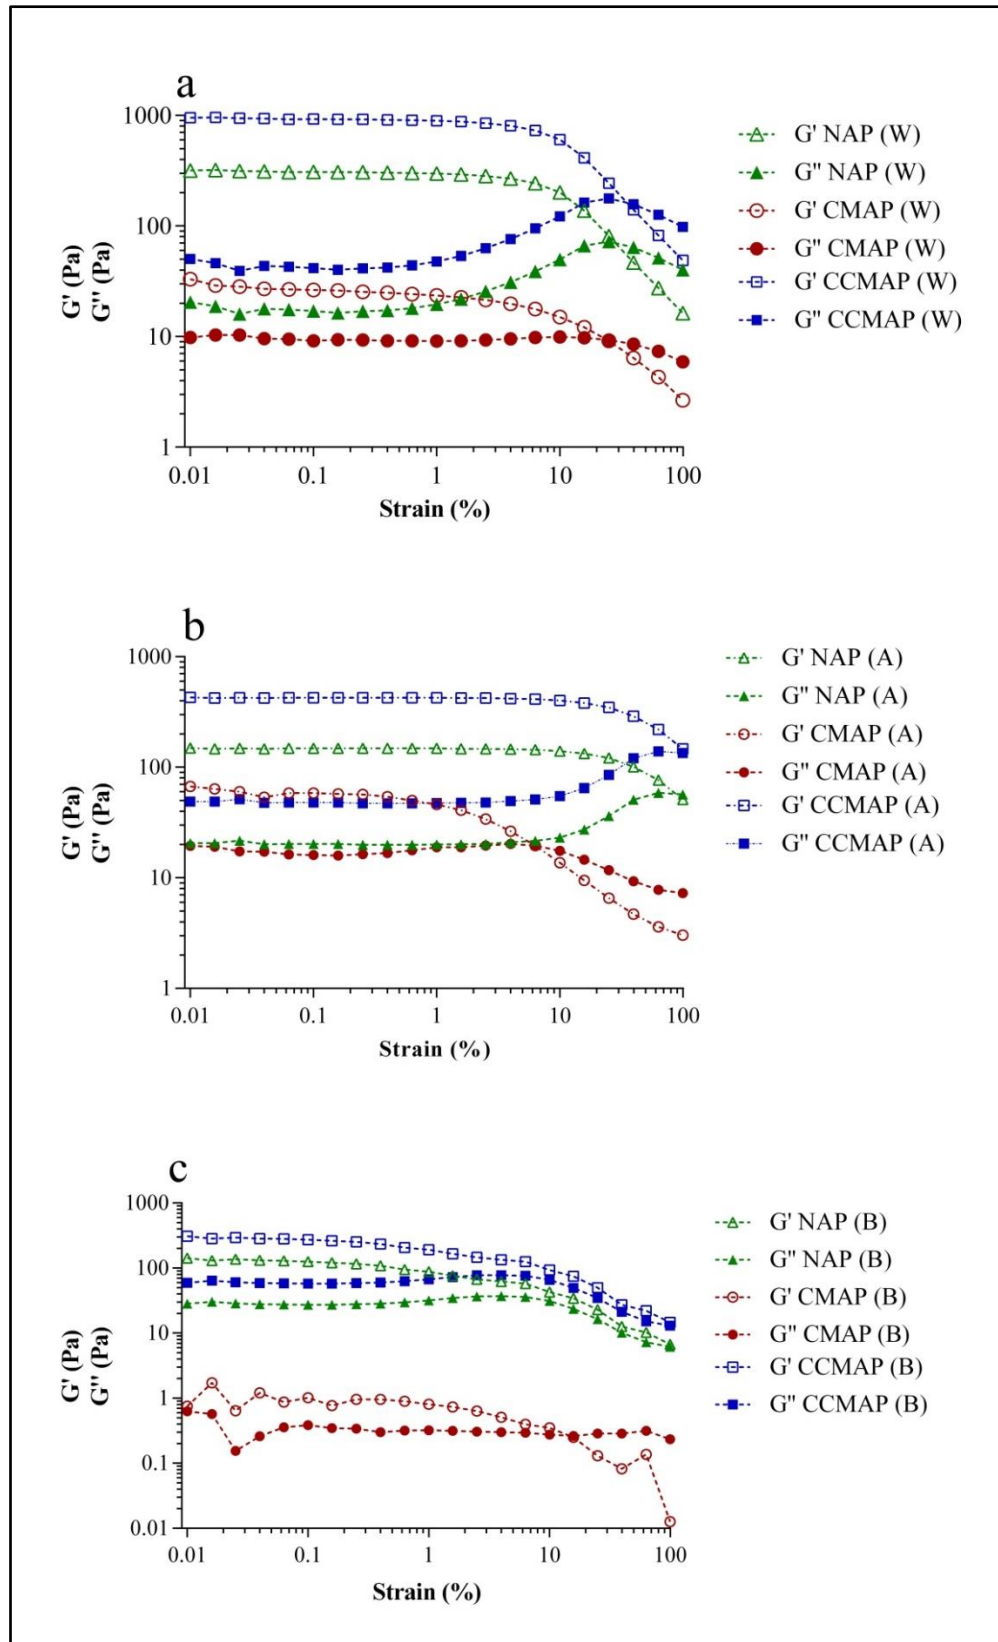 a
1000
100
10
1
G' (Pa)
G'' (Pa)
0.01 0.1 1 10 100
Strain (%)
G' NAP (W)
G'' NAP (W)
G' CMAP (W)
G'' CMAP (W)
G' CCMAP (W)
G'' CCMAP (W)
b
1000
100
10
1
G' (Pa)
G'' (Pa)
0.01 0.1 1 10 100
Strain (%)
G' NAP (A)
G'' NAP (A)
G' CMAP (A)
G'' CMAP (A)
G' CCMAP (A)
G'' CCMAP (A)
c
1000
100
10
1
0.1
0.01
G' (Pa)
G'' (Pa)
0.01 0.1 1 10 100
Strain (%)
G' NAP (B)
G'' NAP (B)
G' CMAP (B)
G'' CMAP (B)
G' CCMAP (B)
G'' CCMAP (B)